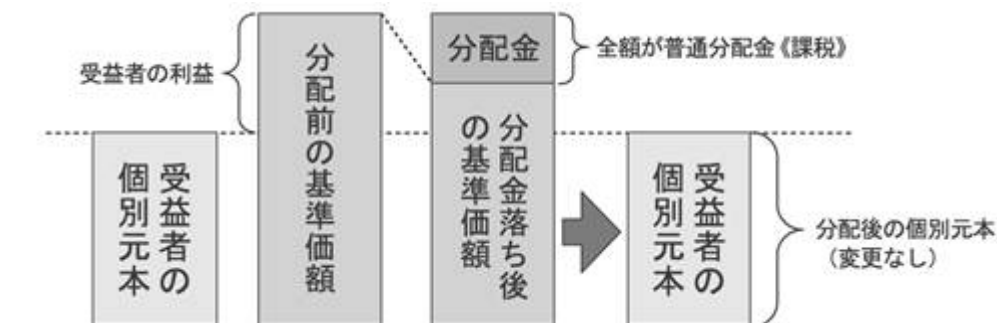 受益者の利益
受益者の
個別元本
分配前の基準価額
分配金
全額が普通分配金《課税》
分配金落ち後
の基準価額
受益者の
個別元本
分配後の個別元本
（変更なし）